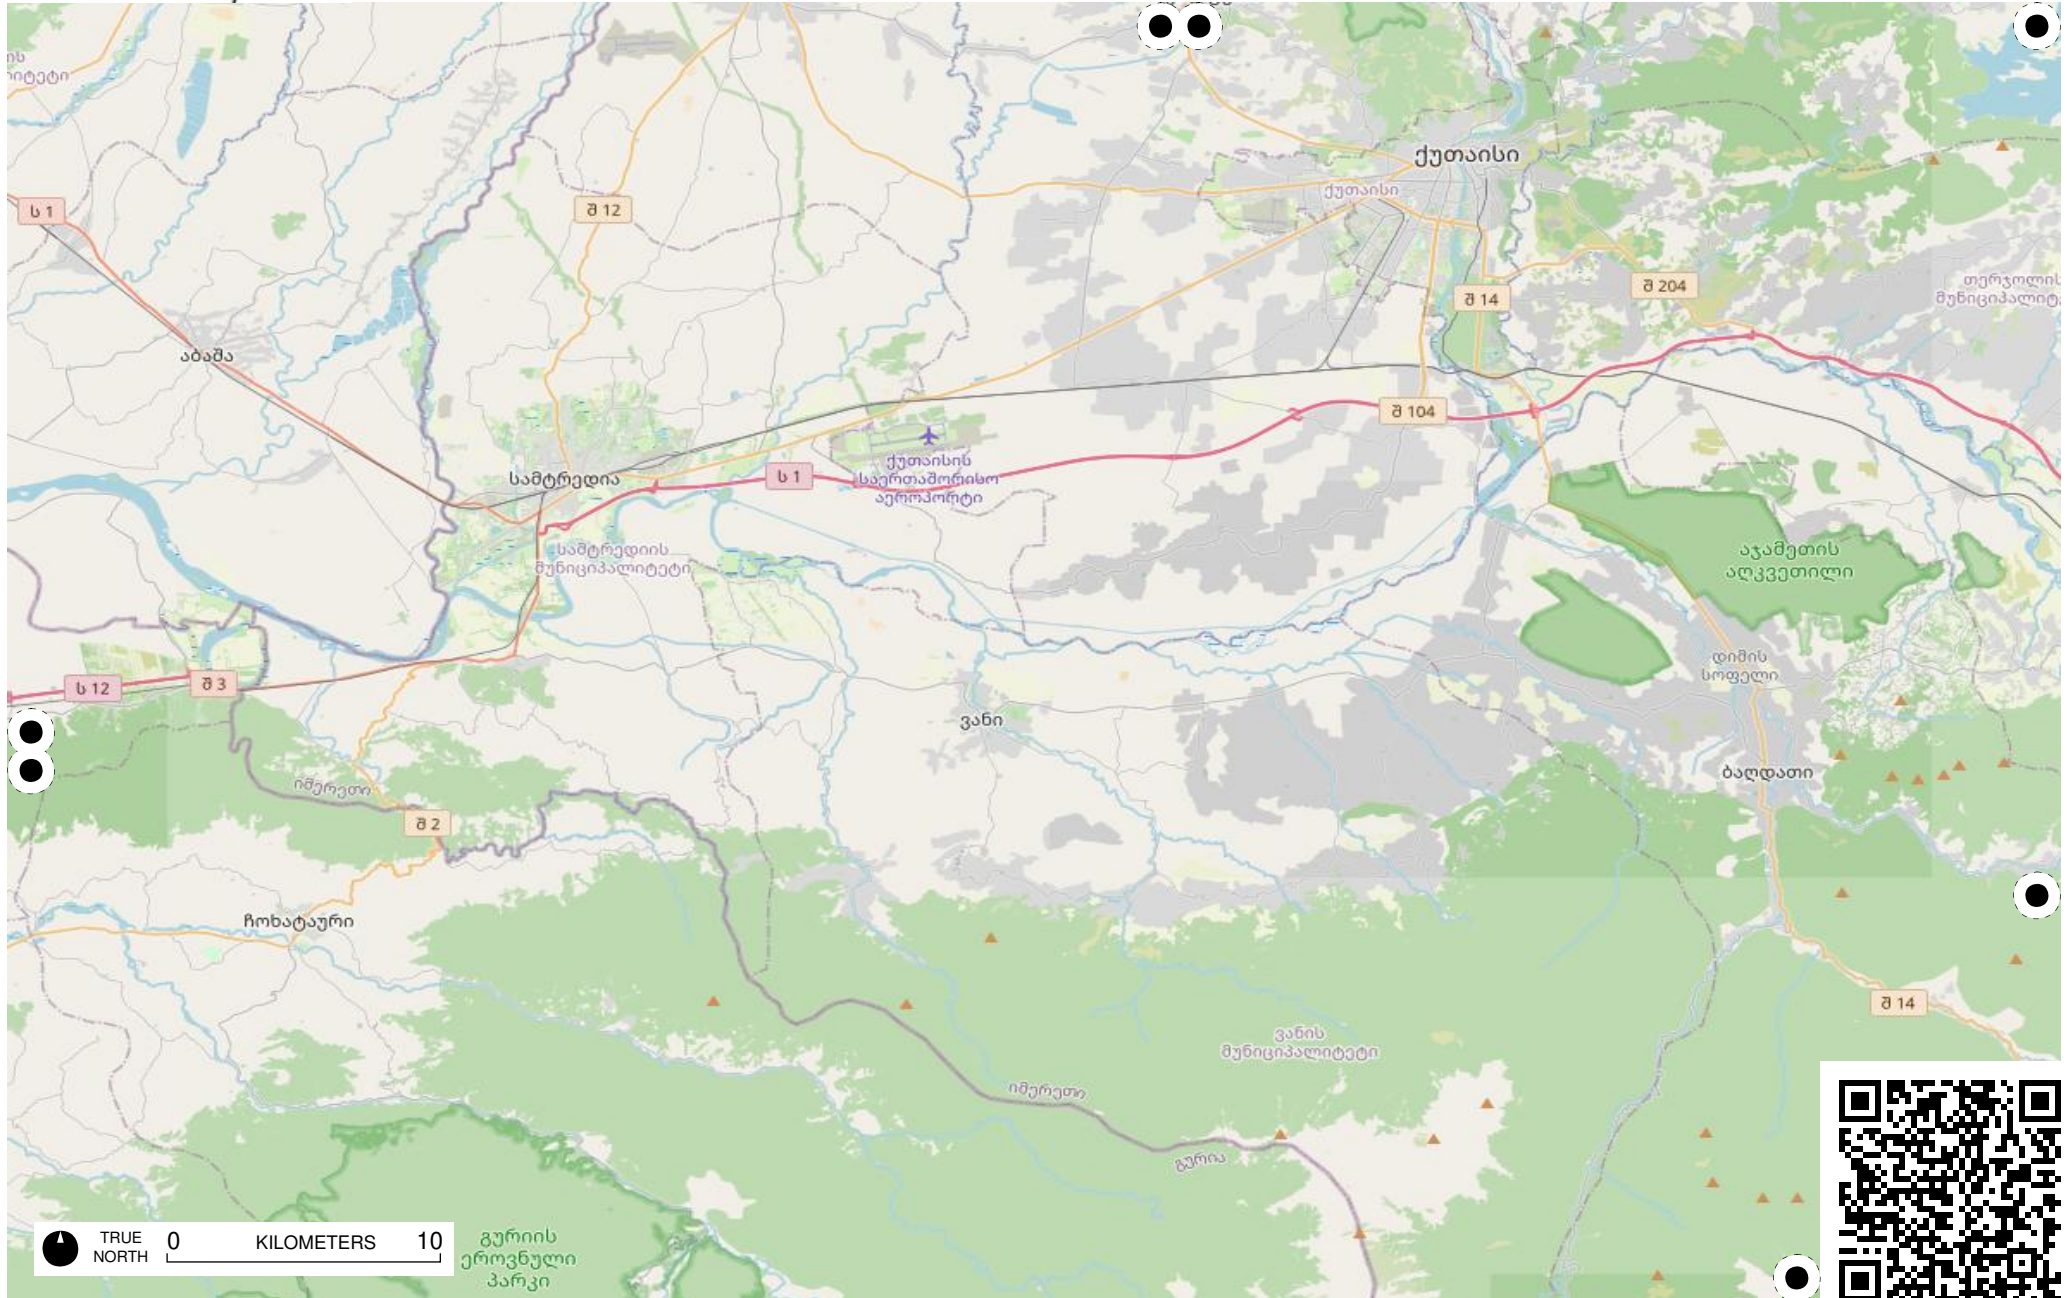 ს 1
შ 12
ქუთაისი
ქუთაისი
შ 14
შ 204
აბაშა
შ 104
სამტრედია
ს 1
ქუთაისის
საერთაშორისო
აეროპორტი
სამტრედიის
მუნიციპალიტეტი
აჯამეთის
აღკვეთილი
დიმის
სოფელი
ს 12
შ 3
ვანი
ბაღდათი
იმერეთი
შ 2
ჩოხატაური
შ 14
ვანის
მუნიციპალიტეტი
იმერეთი
გურია
გურიის
ეროვნული
პარკი
TRUE
NORTH
0 KILOMETERS 10